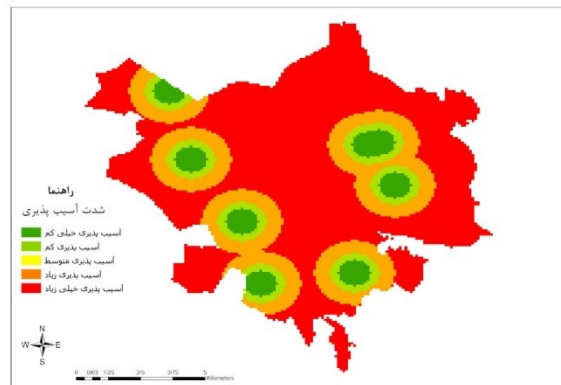 راهنما
شدت آسیب پذیری
آسیب پذیری خیلی کم
آسیب پذیری کم
آسیب پذیری متوسط
آسیب پذیری زیاد
آسیب پذیری خیلی زیاد
N
W E
S
0 0/63 1/25 2/5 3/75 5
Kilometers